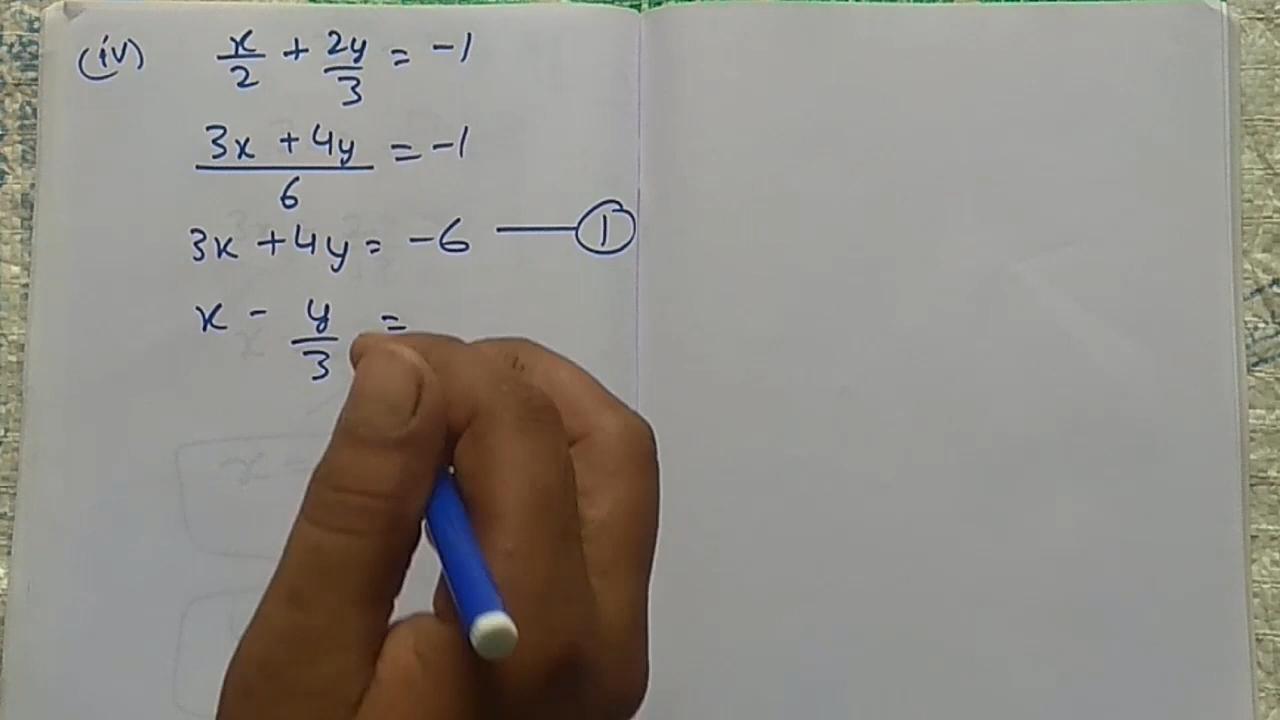 (iv) x/2 + 2y/3 = -1
3x + 4y/6 = -1
3x + 4y = -6 — ①
x - y/3 =